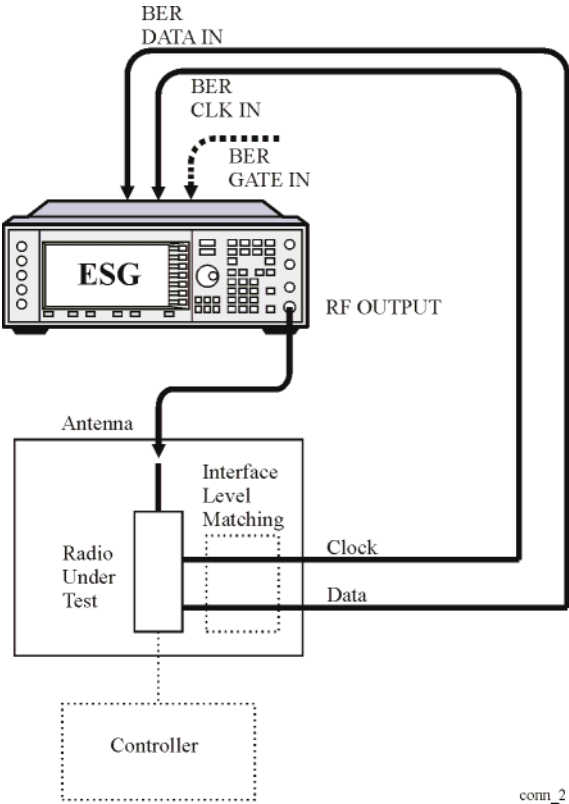 BER
DATA IN
BER
CLK IN
BER
GATE IN
ESG
RF OUTPUT
Antenna
Interface
Level
Matching
Radio
Under
Test
Clock
Data
Controller
conn_2